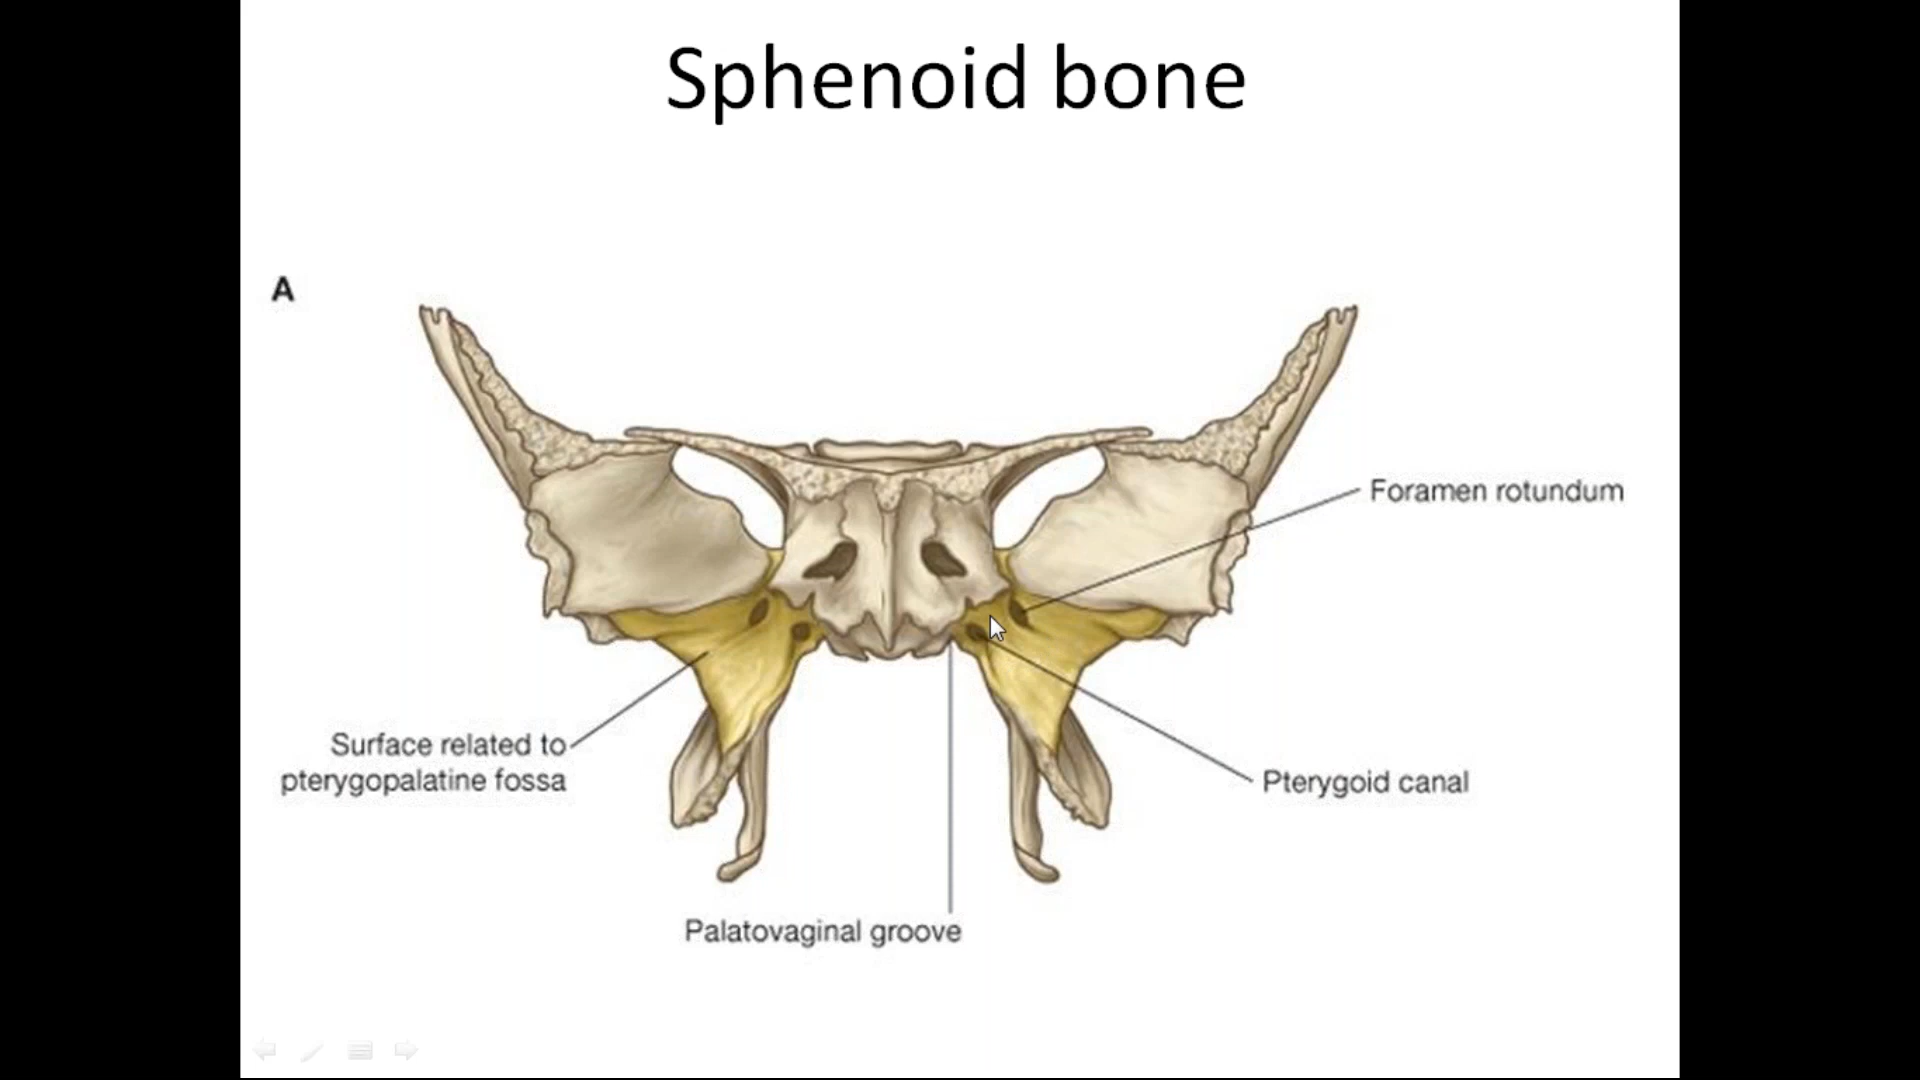 Sphenoid bone
A
Foramen rotundum
Surface related to
pterygopalatine fossa
Pterygoid canal
Palatovaginal groove